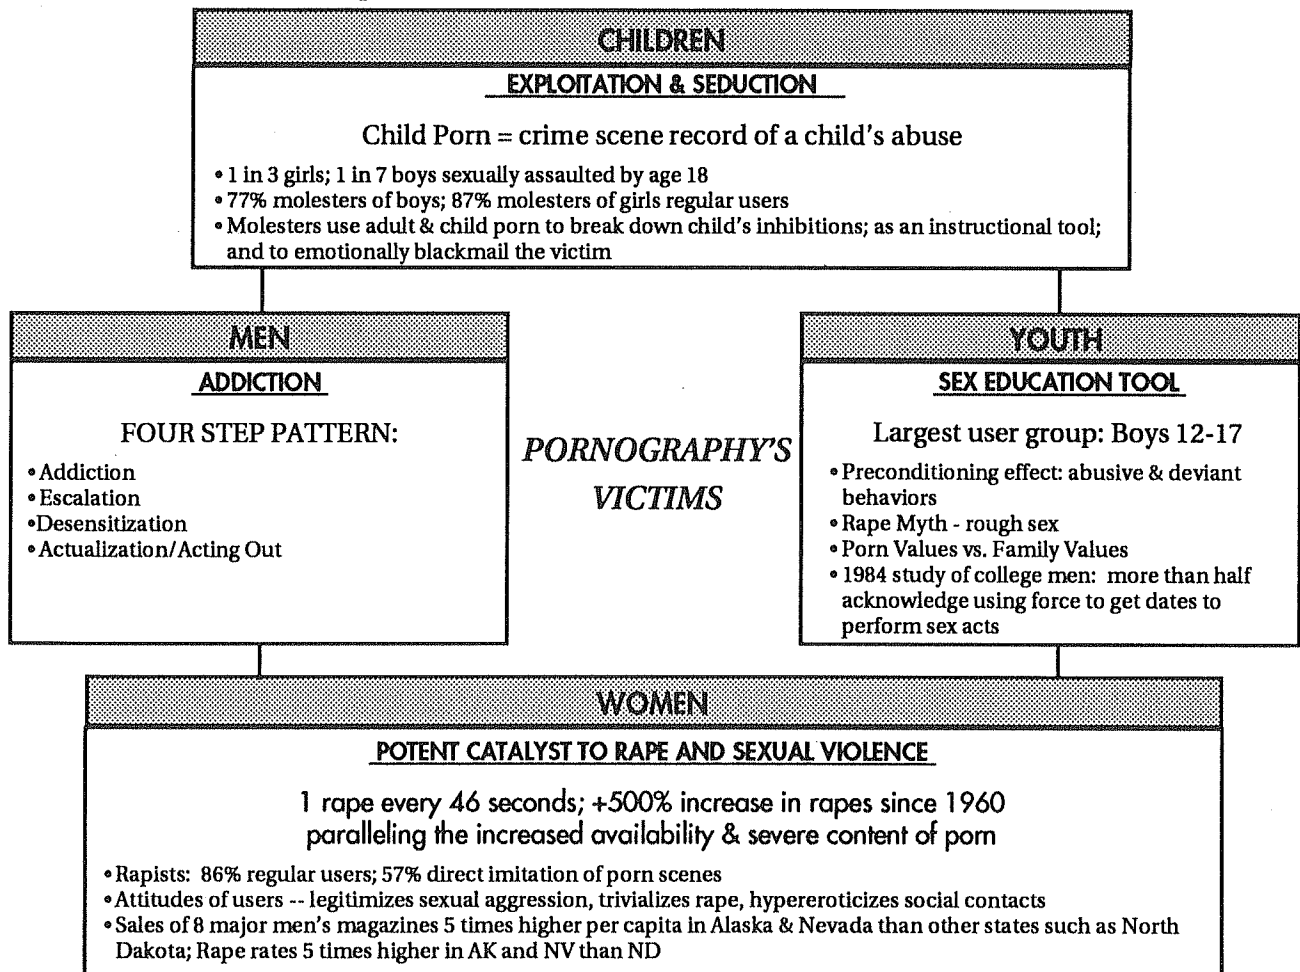 CHILDREN
EXPLOITATION & SEDUCTION
Child Porn = crime scene record of a child's abuse
• 1 in 3 girls; 1 in 7 boys sexually assaulted by age 18
• 77% molesters of boys; 87% molesters of girls regular users
• Molesters use adult & child porn to break down child's inhibitions; as an instructional tool;
and to emotionally blackmail the victim
MEN
ADDICTION
FOUR STEP PATTERN:
• Addiction
• Escalation
• Desensitization
• Actualization/Acting Out
PORNOGRAPHY'S
VICTIMS
YOUTH
SEX EDUCATION TOOL
Largest user group: Boys 12-17
• Preconditioning effect: abusive & deviant
behaviors
• Rape Myth - rough sex
• Porn Values vs. Family Values
• 1984 study of college men: more than half
acknowledge using force to get dates to
perform sex acts
WOMEN
POTENT CATALYST TO RAPE AND SEXUAL VIOLENCE
1 rape every 46 seconds; +500% increase in rapes since 1960
paralleling the increased availability & severe content of porn
• Rapists: 86% regular users; 57% direct imitation of porn scenes
• Attitudes of users -- legitimizes sexual aggression, trivializes rape, hypereroticizes social contacts
• Sales of 8 major men's magazines 5 times higher per capita in Alaska & Nevada than other states such as North
Dakota; Rape rates 5 times higher in AK and NV than ND